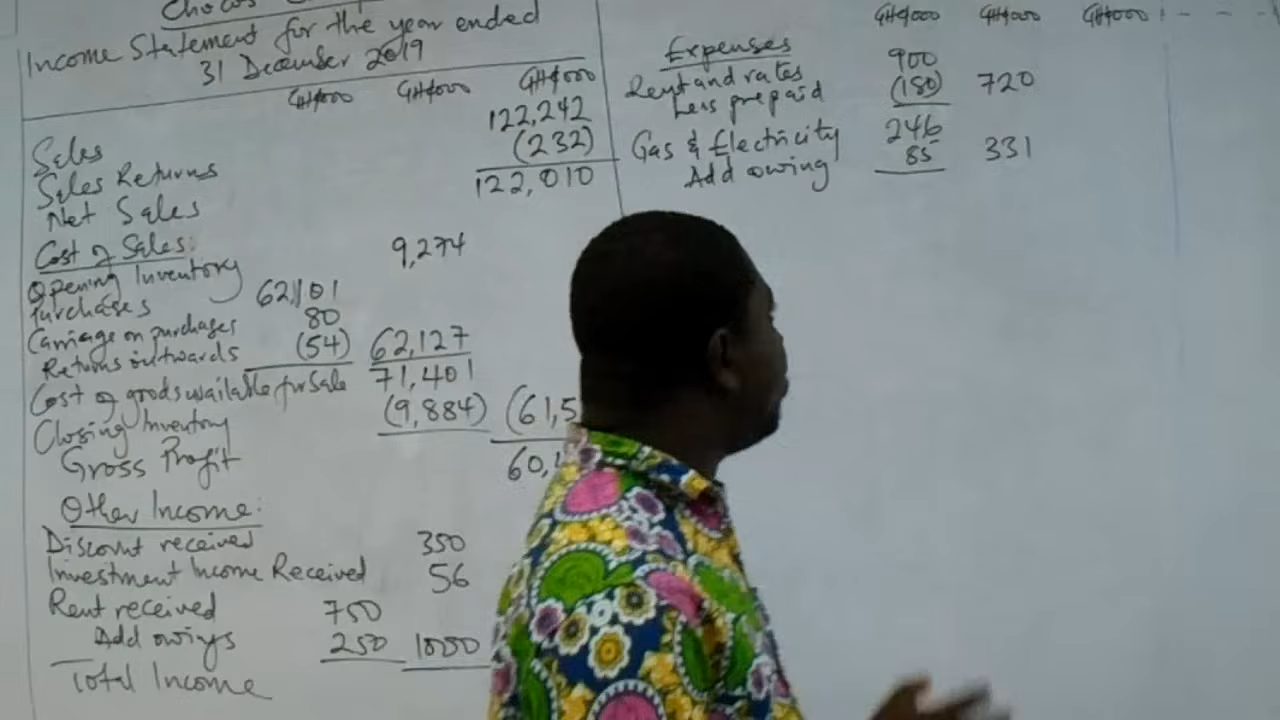 Income Statement for the year ended
31 December 2019
GH¢000 GH¢000 GH¢000
Sales 122,242
Sales Returns (232)
Net Sales 122,010
Cost of Sales:
Opening Inventory 9,274
Purchases 62,101
Carriage on purchases 80
Returns outwards (54) 62,127
Cost of goods available for Sale 71,401
Closing Inventory (9,884) (61,5
Gross Profit 60,
Other Income:
Discount received 350
Investment Income Received 56
Rent received 750
Add owings 250 1000
Total Income
GH¢000 GH¢000 GH¢000
Expenses
Rent and rates 900
Less prepaid (180) 720
Gas & Electricity 246
Add owing 85 331